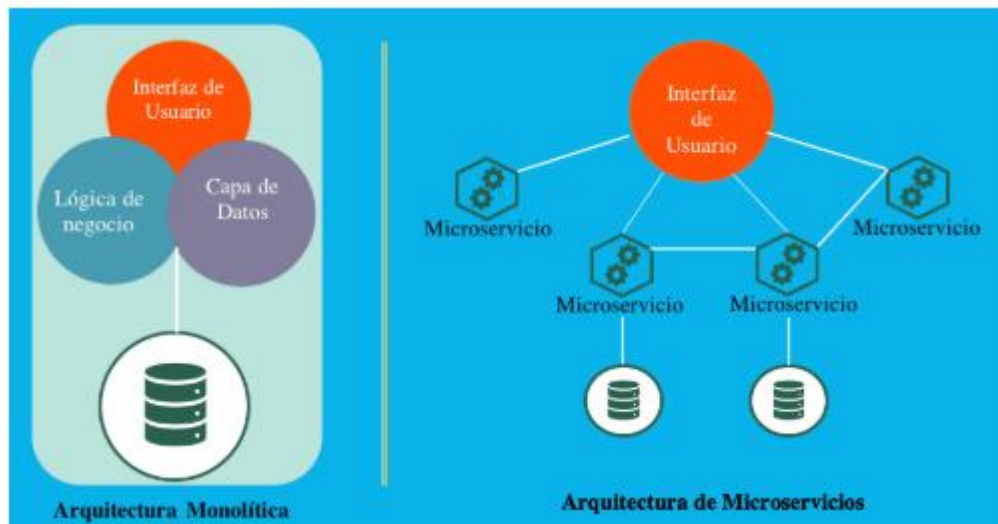 Interfaz de
Usuario
Lógica de
negocio
Capa de
Datos
Arquitectura Monolítica
Interfaz
de
Usuario
Microservicio
Microservicio
Microservicio
Microservicio
Arquitectura de Microservicios